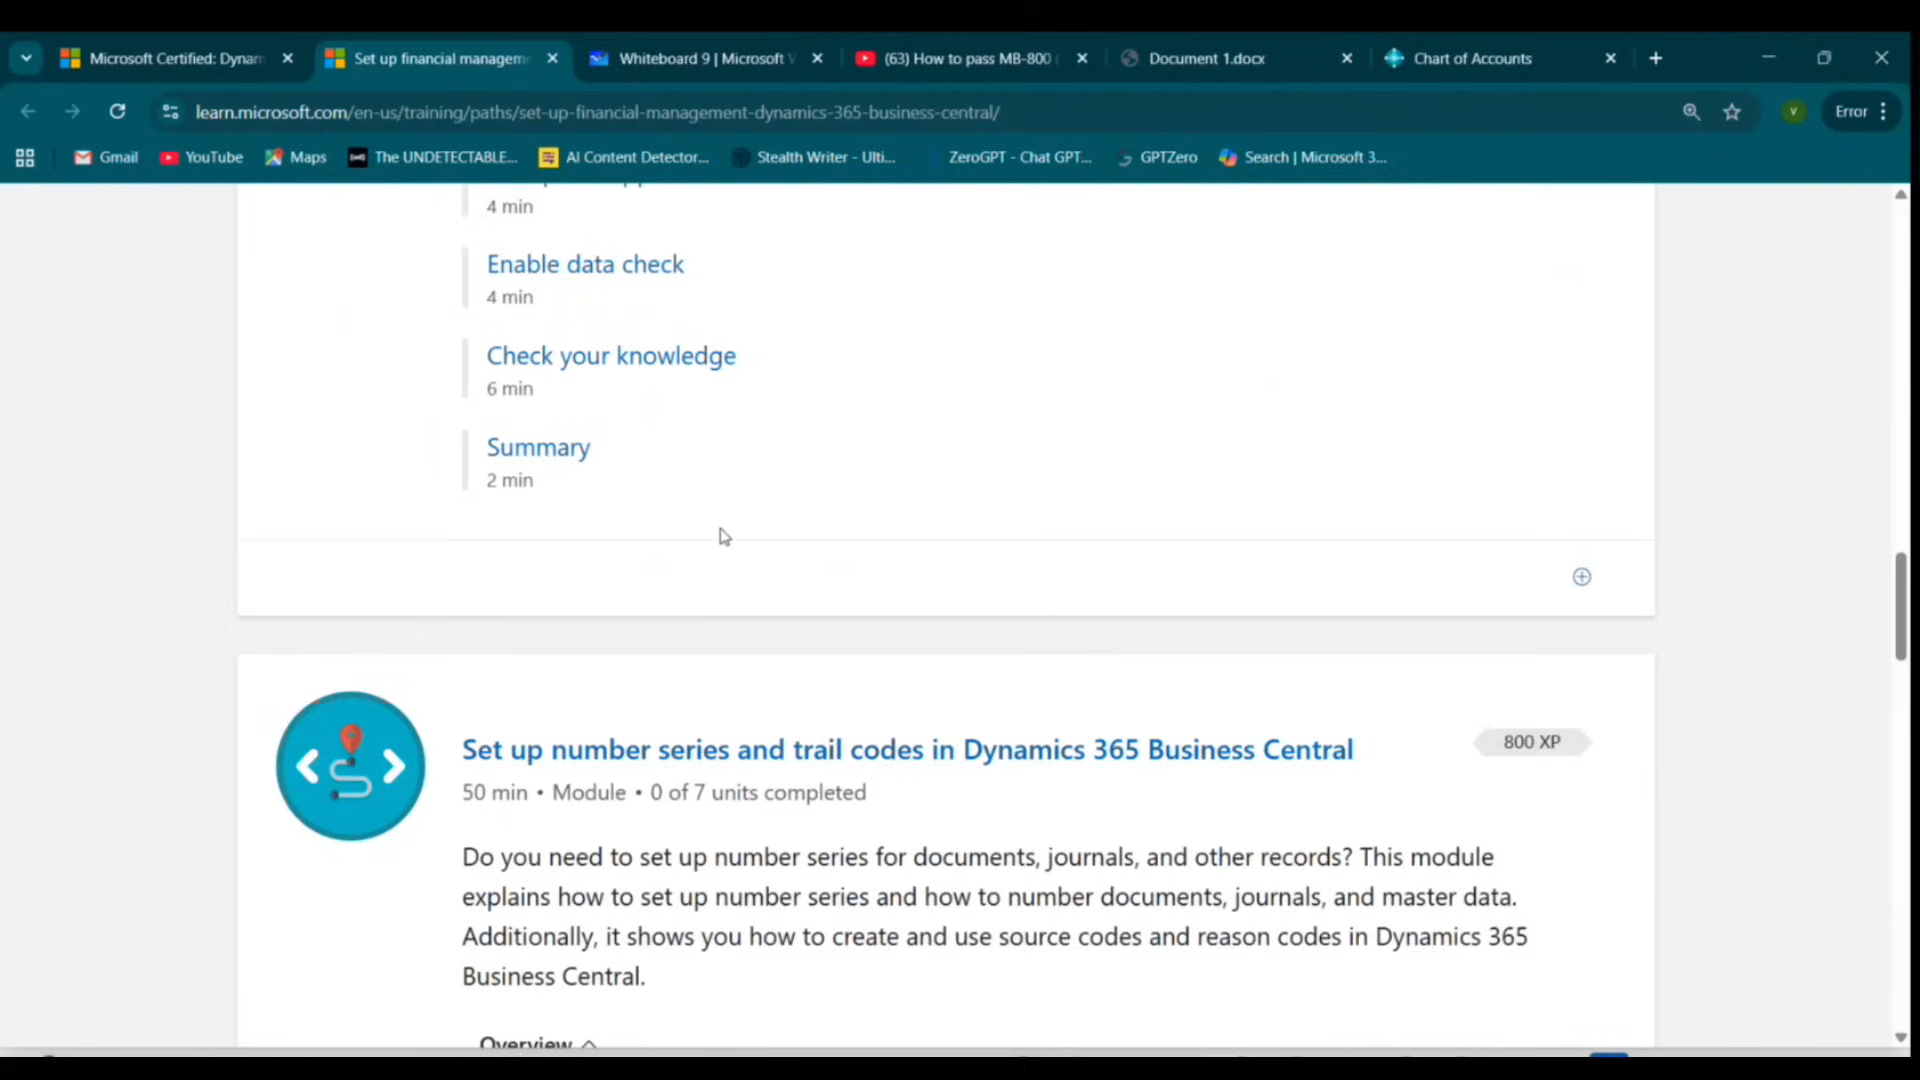 Microsoft Certified: Dynam
Set up financial managem
Whiteboard 9 | Microsoft V
(63) How to pass MB-800
Document 1.docx
Chart of Accounts
learn.microsoft.com/en-us/training/paths/set-up-financial-management-dynamics-365-business-central/
V
Error
Gmail
YouTube
Maps
The UNDETECTABLE...
AI Content Detector...
Stealth Writer - Ulti...
ZeroGPT - Chat GPT...
GPTZero
Search | Microsoft 3...
4 min
Enable data check
4 min
Check your knowledge
6 min
Summary
2 min
Set up number series and trail codes in Dynamics 365 Business Central
800 XP
50 min • Module • 0 of 7 units completed
Do you need to set up number series for documents, journals, and other records? This module
explains how to set up number series and how to number documents, journals, and master data.
Additionally, it shows you how to create and use source codes and reason codes in Dynamics 365
Business Central.
Overview